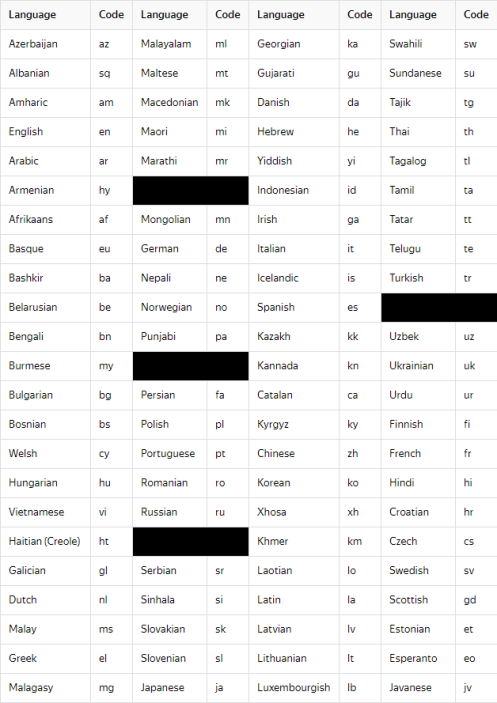 Language Code Language Code Language Code Language Code
Azerbaijan az Malayalam ml Georgian ka Swahili sw
Albanian sq Maltese mt Gujarati gu Sundanese su
Amharic am Macedonian mk Danish da Tajik tg
English en Maori mi Hebrew he Thai th
Arabic ar Marathi mr Yiddish yi Tagalog tl
Armenian hy Indonesian id Tamil ta
Afrikaans af Mongolian mn Irish ga Tatar tt
Basque eu German de Italian it Telugu te
Bashkir ba Nepali ne Icelandic is Turkish tr
Belarusian be Norwegian no Spanish es
Bengali bn Punjabi pa Kazakh kk Uzbek uz
Burmese my Kannada kn Ukrainian uk
Bulgarian bg Persian fa Catalan ca Urdu ur
Bosnian bs Polish pl Kyrgyz ky Finnish fi
Welsh cy Portuguese pt Chinese zh French fr
Hungarian hu Romanian ro Korean ko Hindi hi
Vietnamese vi Russian ru Xhosa xh Croatian hr
Haitian (Creole) ht Khmer km Czech cs
Galician gl Serbian sr Laotian lo Swedish sv
Dutch nl Sinhala si Latin la Scottish gd
Malay ms Slovakian sk Latvian lv Estonian et
Greek el Slovenian sl Lithuanian lt Esperanto eo
Malagasy mg Japanese ja Luxembourgish lb Javanese jv